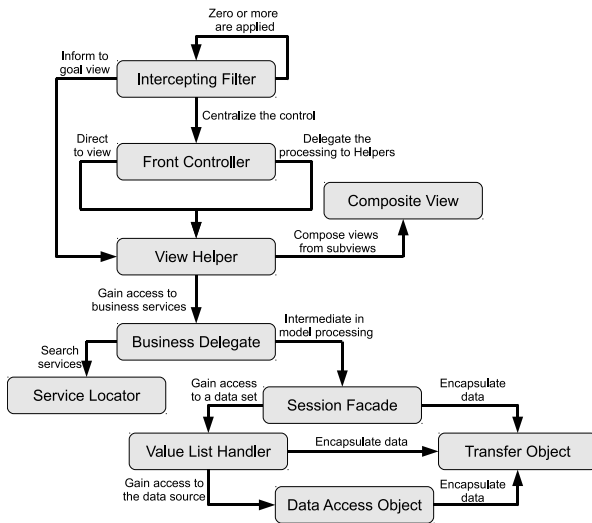 Zero or more
are applied
Inform to
goal view
Intercepting Filter
Centralize the control
Direct
to view
Delegate the
processing to Helpers
Front Controller
Composite View
View Helper
Compose views
from subviews
Gain access to
business services
Intermediate in
model processing
Business Delegate
Search
services
Service Locator
Gain access
to a data set
Session Facade
Encapsulate
data
Value List Handler
Encapsulate data
Transfer Object
Gain access to
the data source
Data Access Object
Encapsulate
data